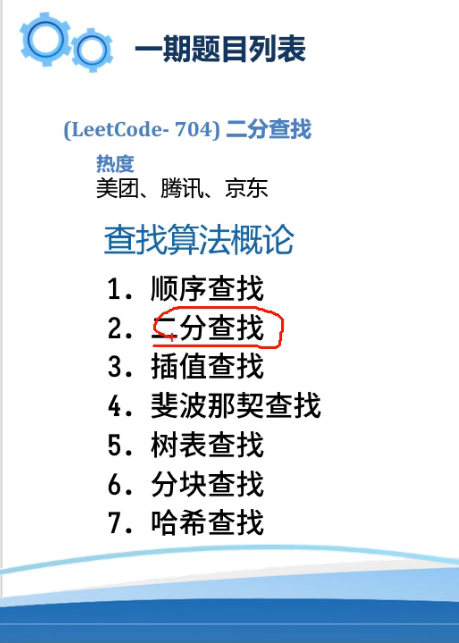 一期题目列表
(LeetCode- 704) 二分查找
热度
美团、腾讯、京东
查找算法概论
1. 顺序查找
2. 二分查找
3. 插值查找
4. 斐波那契查找
5. 树表查找
6. 分块查找
7. 哈希查找